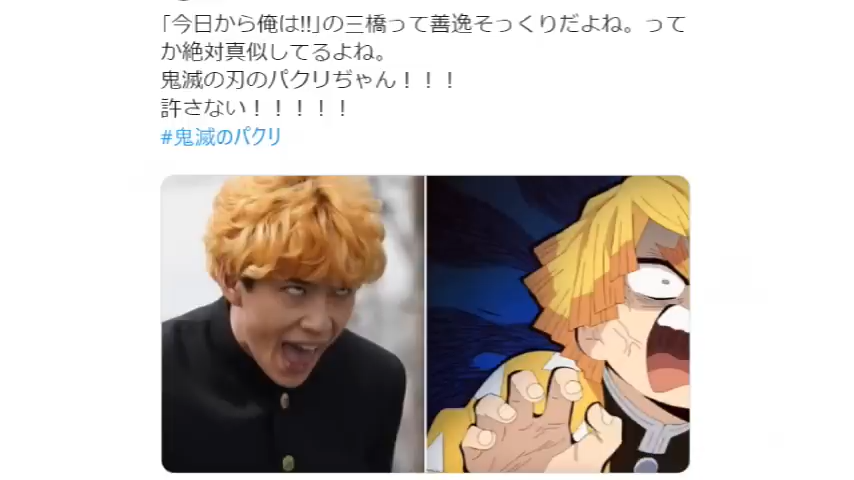 「今日から俺は!!」の三橋って善逸そっくりだよね。って
か絶対真似してるよね。
鬼滅の刃のパクリぢゃん！！！
許さない！！！！！
#鬼滅のパクリ